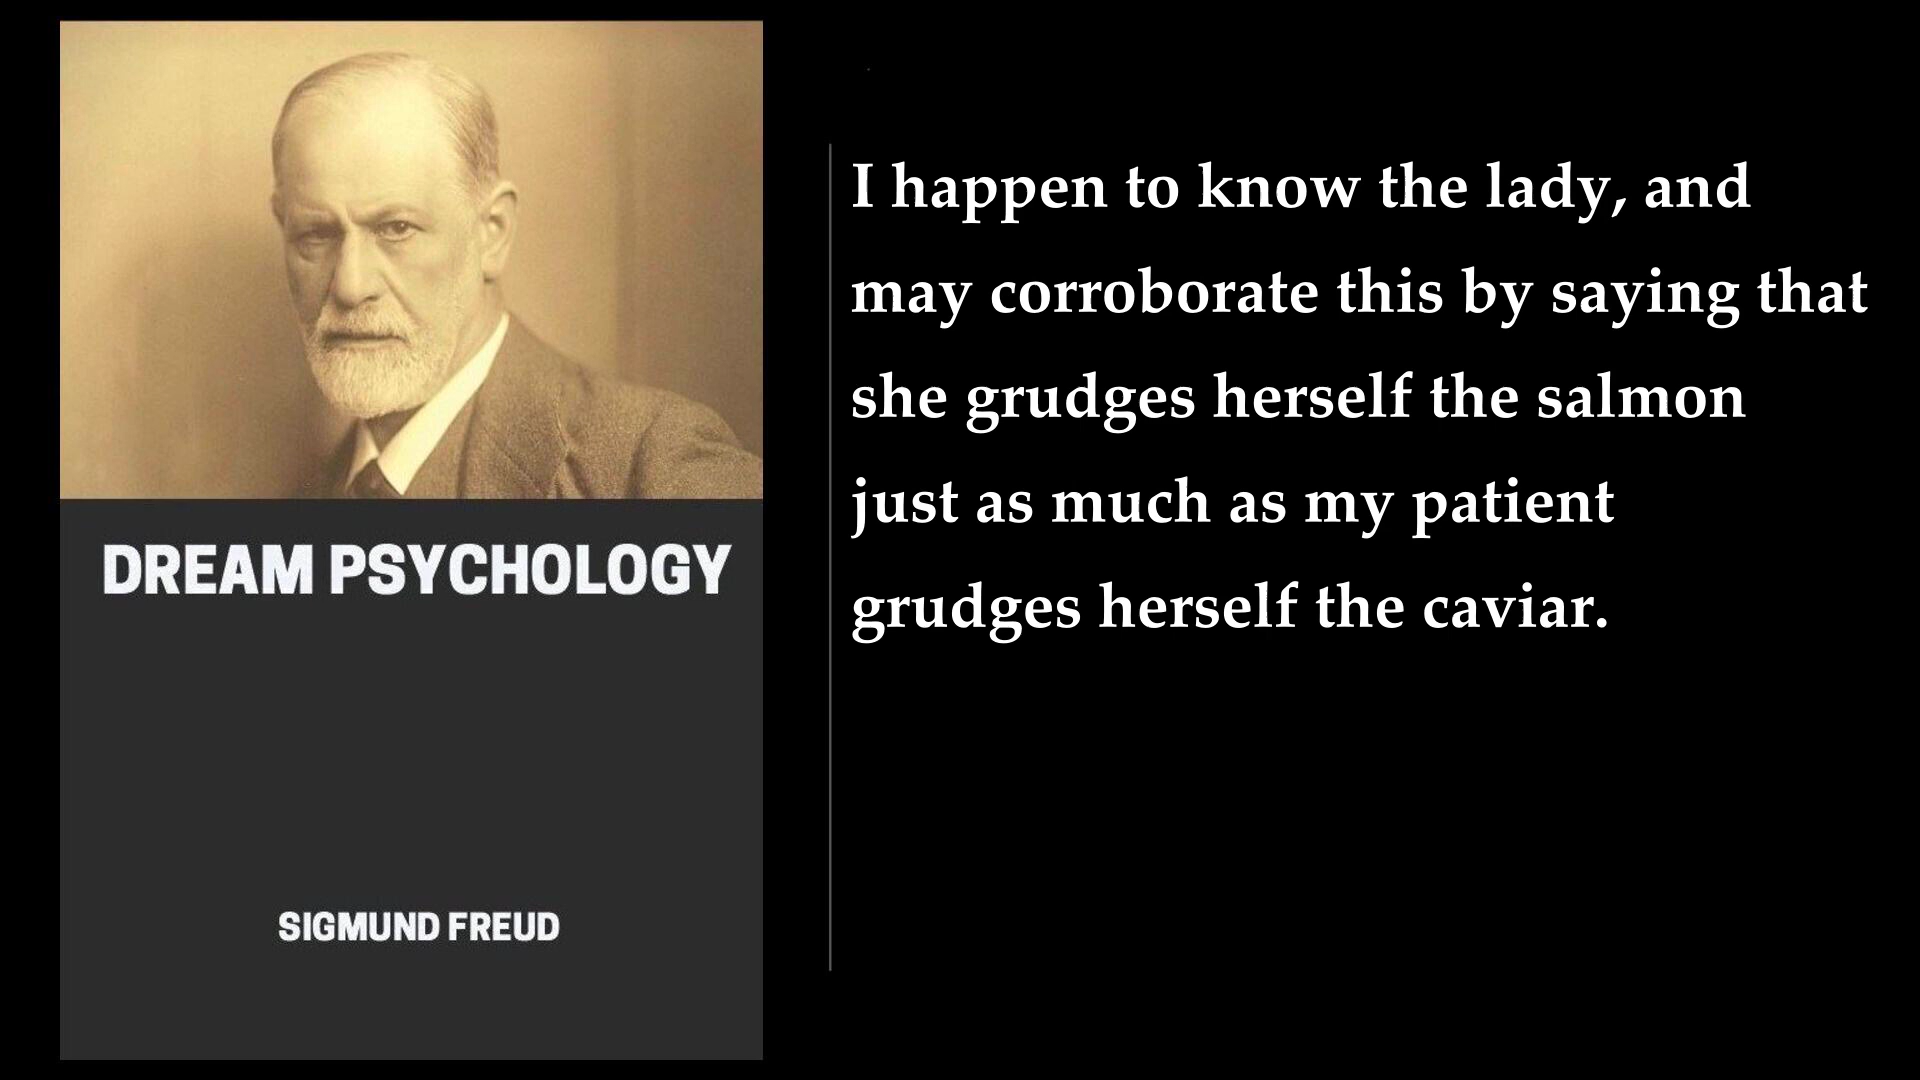 DREAM PSYCHOLOGY
SIGMUND FREUD
I happen to know the lady, and
may corroborate this by saying that
she grudges herself the salmon
just as much as my patient
grudges herself the caviar.